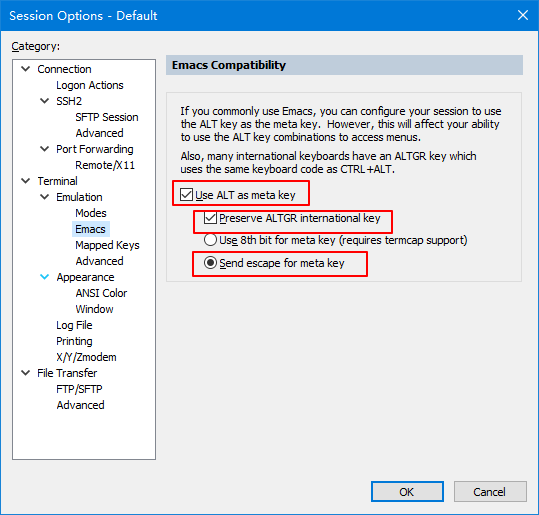 Session Options - Default
Category:
Connection
Logon Actions
SSH2
SFTP Session
Advanced
Port Forwarding
Remote/X11
Terminal
Emulation
Modes
Emacs
Mapped Keys
Advanced
Appearance
ANSI Color
Window
Log File
Printing
X/Y/Zmodem
File Transfer
FTP/SFTP
Advanced
Emacs Compatibility
If you commonly use Emacs, you can configure your session to use
the ALT key as the meta key. However, this will affect your ability
to use the ALT key combinations to access menus.
Also, many international keyboards have an ALTGR key which
uses the same keyboard code as CTRL+ALT.
Use ALT as meta key
Preserve ALTGR international key
Use 8th bit for meta key (requires termcap support)
Send escape for meta key
OK
Cancel